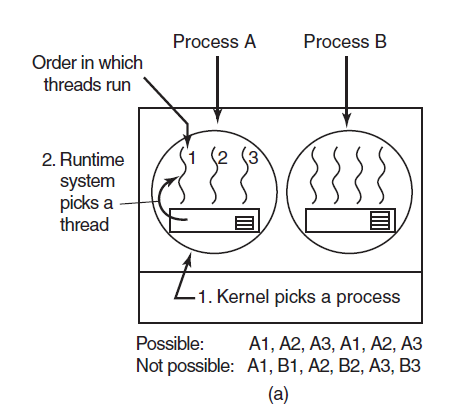 Process A
Process B
Order in which
threads run
1 2 3
2. Runtime
system
picks a
thread
1. Kernel picks a process
Possible: A1, A2, A3, A1, A2, A3
Not possible: A1, B1, A2, B2, A3, B3
(a)